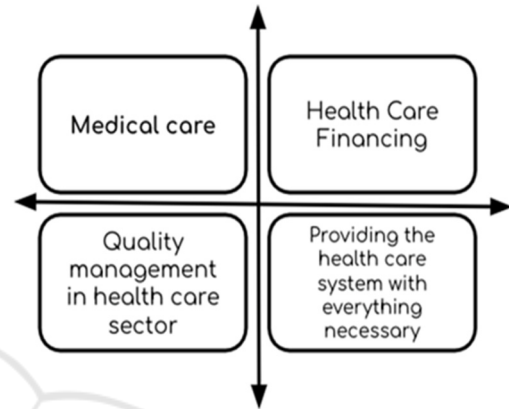 Medical care
Health Care
Financing
Quality
management
in health care
sector
Providing the
health care
system with
everything
necessary